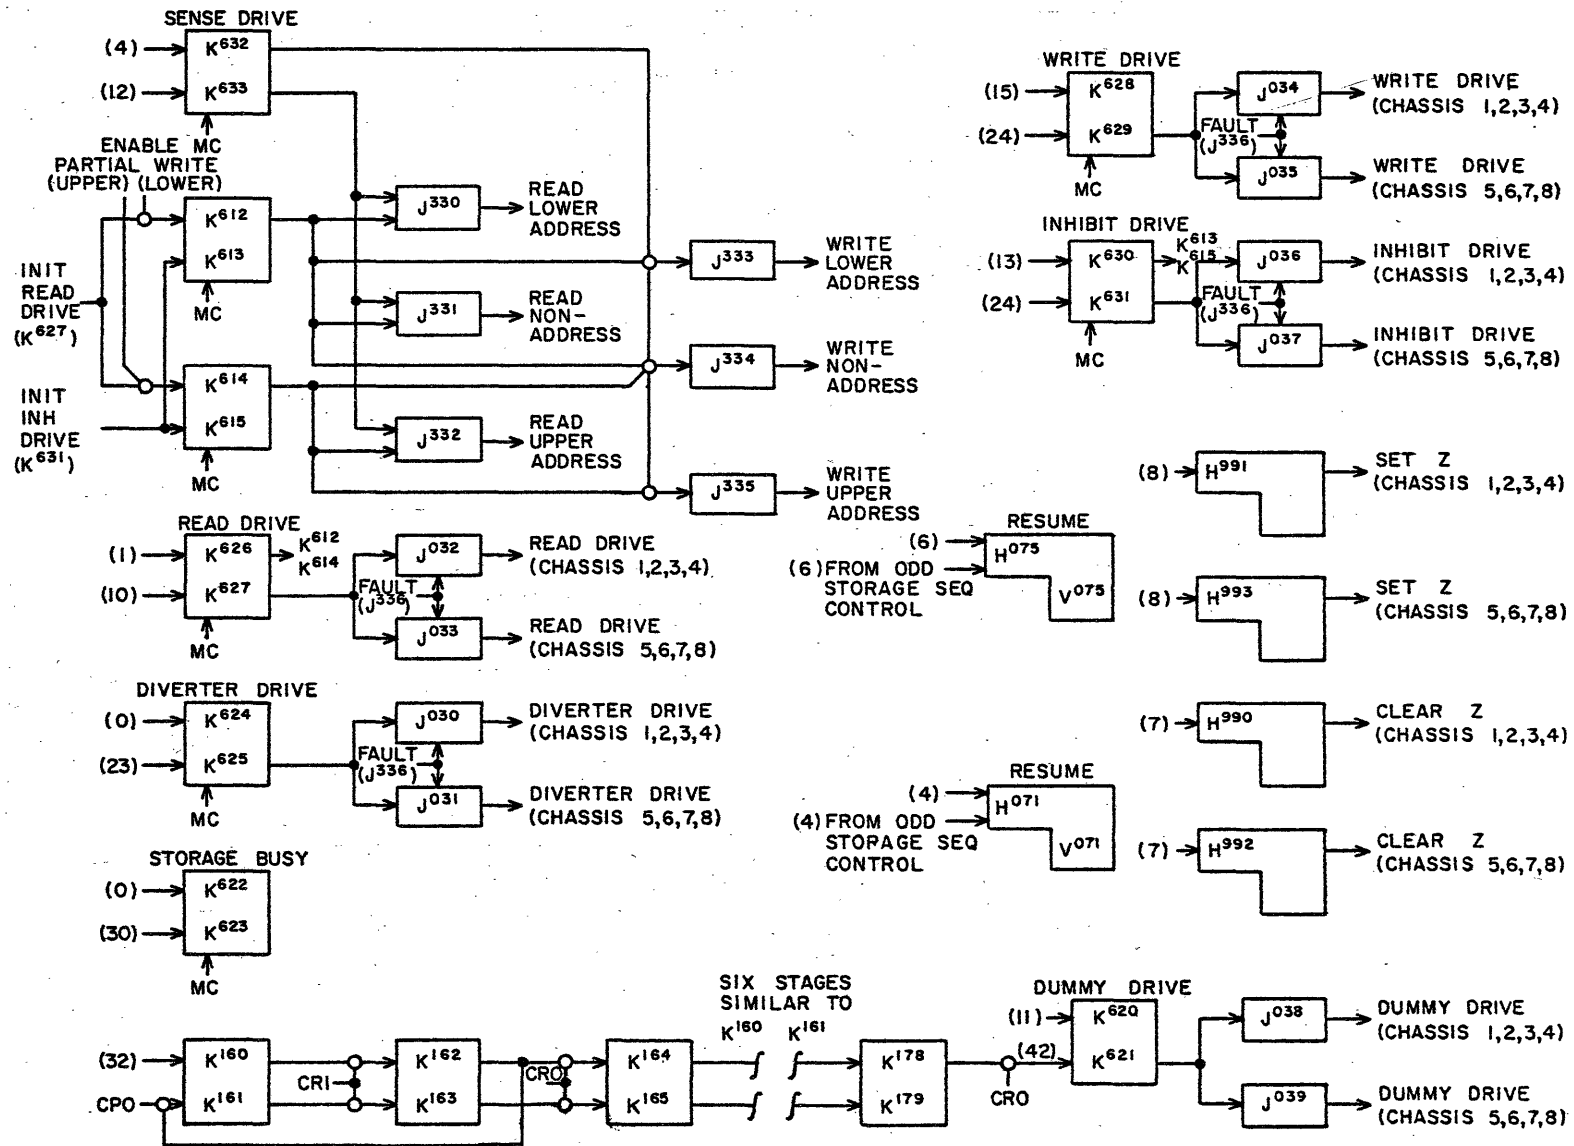 SENSE DRIVE
(4)
K632
(12)
K633
MC
ENABLE
PARTIAL WRITE
(UPPER) (LOWER)
K612
K613
MC
INIT
READ
DRIVE
(K627)
K614
K615
MC
INIT
INH
DRIVE
(K631)
J330
READ
LOWER
ADDRESS
J331
READ
NON-
ADDRESS
J332
READ
UPPER
ADDRESS
J333
WRITE
LOWER
ADDRESS
J334
WRITE
NON-
ADDRESS
J335
WRITE
UPPER
ADDRESS
READ DRIVE
(1)
K626
K612
K614
(10)
K627
MC
J032
READ DRIVE
(CHASSIS 1,2,3,4)
FAULT
(J336)
J033
READ DRIVE
(CHASSIS 5,6,7,8)
DIVERTER DRIVE
(0)
K624
(23)
K625
MC
J030
DIVERTER DRIVE
(CHASSIS 1,2,3,4)
FAULT
(J336)
J031
DIVERTER DRIVE
(CHASSIS 5,6,7,8)
STORAGE BUSY
(0)
K622
(30)
K623
MC
WRITE DRIVE
(15)
K628
(24)
K629
MC
J034
WRITE DRIVE
(CHASSIS 1,2,3,4)
FAULT
(J336)
J035
WRITE DRIVE
(CHASSIS 5,6,7,8)
INHIBIT DRIVE
(13)
K630
K613
K615
(24)
K631
MC
J036
INHIBIT DRIVE
(CHASSIS 1,2,3,4)
FAULT
(J336)
J037
INHIBIT DRIVE
(CHASSIS 5,6,7,8)
(8)
H991
SET Z
(CHASSIS 1,2,3,4)
RESUME
(6)
H075
(6) FROM ODD
STORAGE SEQ
CONTROL
V075
(8)
H993
SET Z
(CHASSIS 5,6,7,8)
(7)
H990
CLEAR Z
(CHASSIS 1,2,3,4)
RESUME
(4)
H071
(4) FROM ODD
STORAGE SEQ
CONTROL
V071
(7)
H992
CLEAR Z
(CHASSIS 5,6,7,8)
(32)
K160
CPO
K161
CRI
K162
K163
CRO
K164
K165
SIX STAGES
SIMILAR TO
K160 K161
K178
K179
CRO
DUMMY DRIVE
(11)
K620
(42)
K621
J038
DUMMY DRIVE
(CHASSIS 1,2,3,4)
J039
DUMMY DRIVE
(CHASSIS 5,6,7,8)